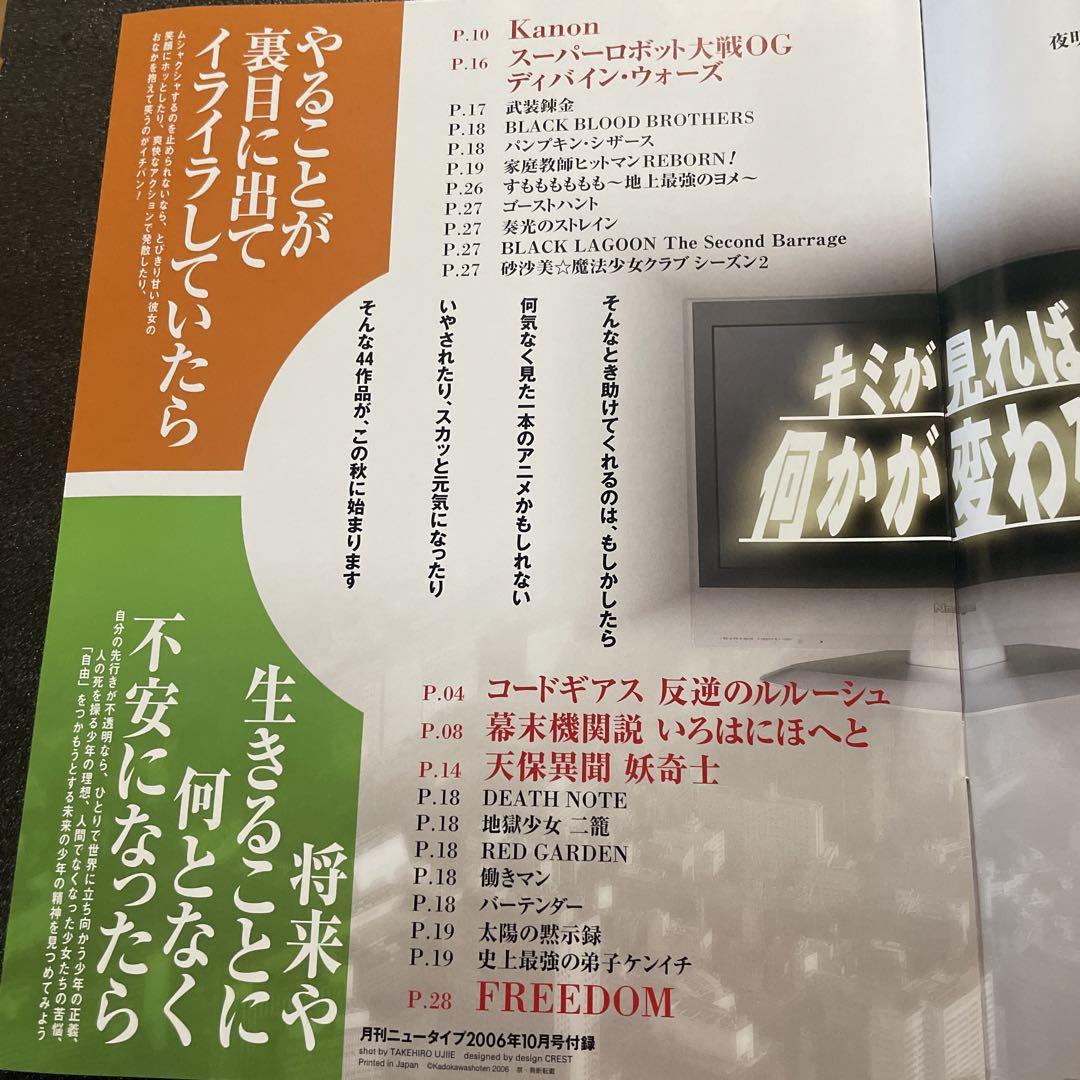 やることが
裏目に出て
イライラしていたら
ムシャクシャするのを止められないなら、とびきり甘い彼女の
笑顔にホッとしたり、爽快なアクションで発散したり、
おなかを抱えて笑うのがイチバン!
P.10 Kanon
P.16 スーパーロボット大戦OG
ディバイン・ウォーズ
P.17 武装錬金
P.18 BLACK BLOOD BROTHERS
P.18 パンプキン・シザーズ
P.19 家庭教師ヒットマンREBORN!
P.26 すもももももも〜地上最強のヨメ〜
P.27 ゴーストハント
P.27 奏光のストレイン
P.27 BLACK LAGOON The Second Barrage
P.27 砂沙美☆魔法少女クラブ シーズン2
夜明
そんなとき助けてくれるのは、もしかしたら
何気なく見た一本のアニメかもしれない
いやされたり、スカッと元気になったり
そんな44作品が、この秋に始まります
キミが見れば
何かが変わ
将来や
生きることに
何となく
不安になったら
自分の先行きが不透明なら、ひとりで世界に立ち向かう少年の正義、
人の死を操る少年の理想、人間でなくなった少女たちの苦悩、
「自由」をつかもうとする未来の少年の精神を見つめてみよう
P.04 コードギアス 反逆のルルーシュ
P.08 幕末機関説 いろはにほへと
P.14 天保異聞 妖奇士
P.18 DEATH NOTE
P.18 地獄少女 二籠
P.18 RED GARDEN
P.18 働きマン
P.18 バーテンダー
P.19 太陽の黙示録
P.19 史上最強の弟子ケンイチ
P.28 FREEDOM
月刊ニュータイプ2006年10月号付録
shot by TAKEHIRO UJIIE designed by design CREST
Printed in Japan ©Kadokawashoten 2006 禁・無断転載